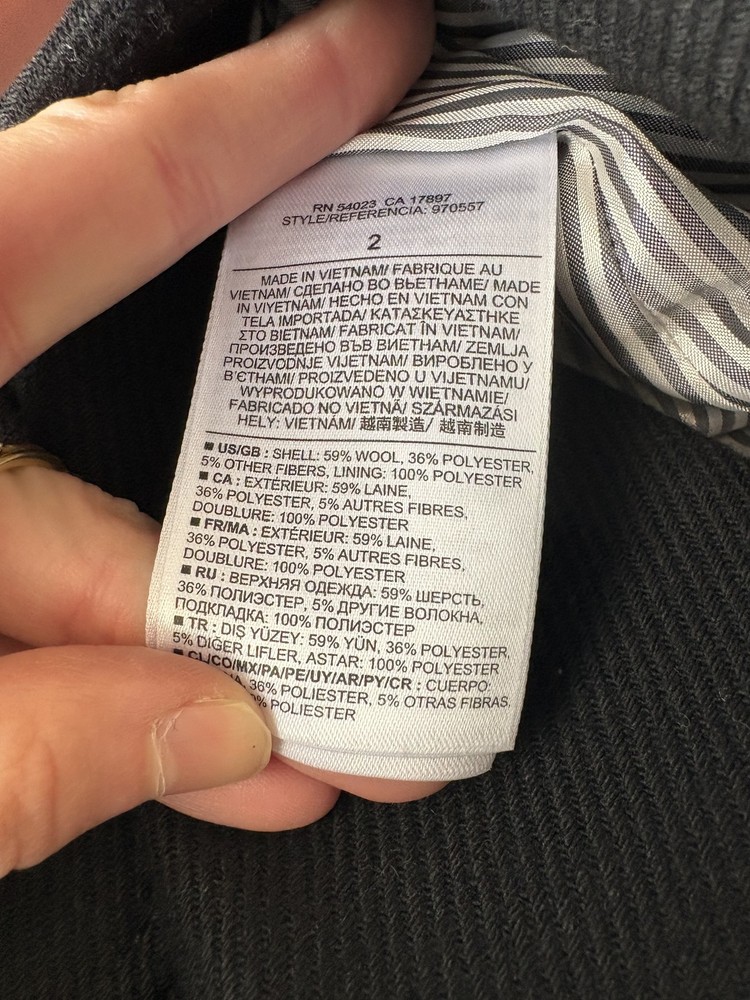 RN 54023 CA 17897
STYLE/REFERENCIA: 970557
2
MADE IN VIETNAM/ FABRIQUE AU
VIETNAM/ СДЕЛАНО ВО ВЬЕТНАМЕ/ MADE
IN VIYETNAM/ HECHO EN VIETNAM CON
TELA IMPORTADA/ ΚΑΤΑΣΚΕΥΑΣΤΗΚΕ
ΣΤΟ ΒΙΕΤΝΑΜ/ FABRICAT ÎN VIETNAM/
ПРОИЗВЕДЕНО ВЪВ ВИЕТНАМ/ ZEMLJA
PROIZVODNJE VIJETNAM/ ВИРОБЛЕНО У
В'ЄТНАМІ/ PROIZVEDENO U VIJETNAMU/
WYPRODUKOWANO W WIETNAMIE/
FABRICADO NO VIETNÃ/ SZÁRMAZÁSI
HELY: VIETNÁM/ 越南製造/ 越南制造
■ US/GB : SHELL: 59% WOOL, 36% POLYESTER,
5% OTHER FIBERS, LINING: 100% POLYESTER
■ CA : EXTÉRIEUR: 59% LAINE,
36% POLYESTER, 5% AUTRES FIBRES,
DOUBLURE: 100% POLYESTER
■ FR/MA : EXTÉRIEUR: 59% LAINE,
36% POLYESTER, 5% AUTRES FIBRES,
DOUBLURE: 100% POLYESTER
■ RU : ВЕРХНЯЯ ОДЕЖДА: 59% ШЕРСТЬ,
36% ПОЛИЭСТЕР, 5% ДРУГИЕ ВОЛОКНА,
ПОДКЛАДКА: 100% ПОЛИЭСТЕР
■ TR : DIŞ YÜZEY: 59% YÜN, 36% POLYESTER,
5% DİĞER LIFLER, ASTAR: 100% POLYESTER
■ CL/CO/MX/PA/PE/UY/AR/PY/CR : CUERPO:
36% POLIESTER, 5% OTRAS FIBRAS,
POLIESTER